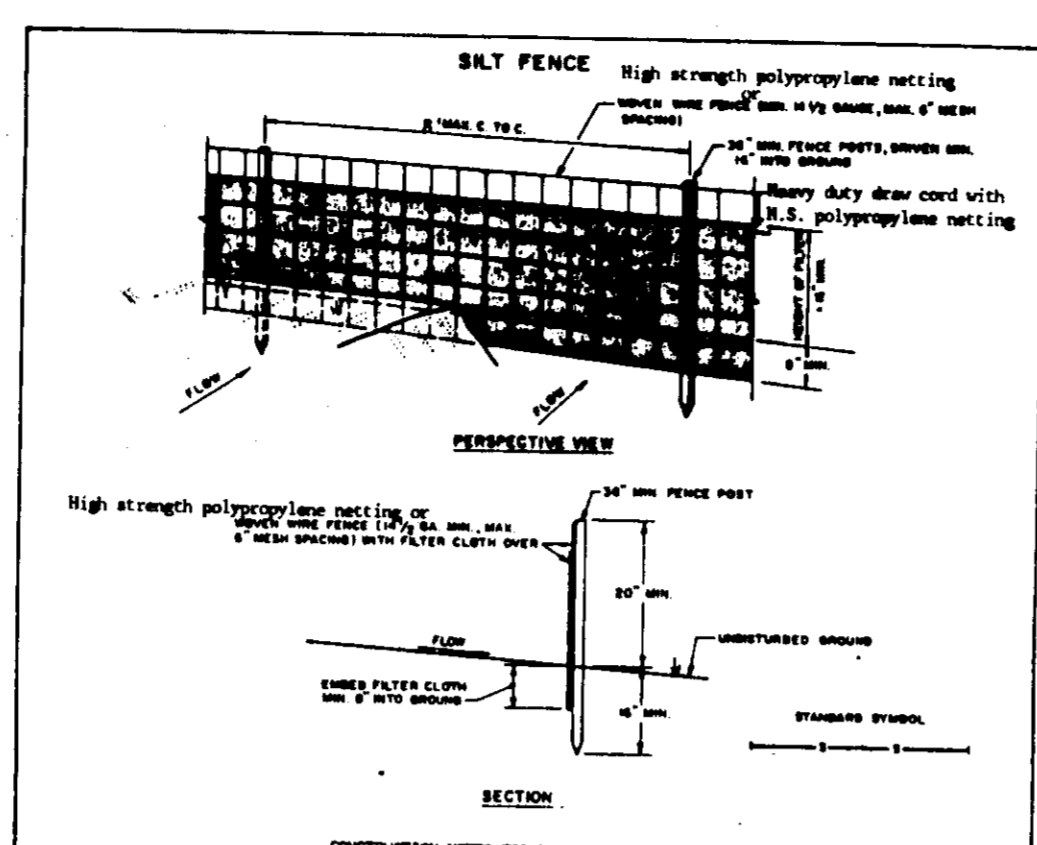 SILT FENCE
High strength polypropylene netting
or
WOVEN WIRE FENCE (MIN. 14 1/2 GAUGE, MAX. 6" MESH
SPACING)
8' MAX. C. TO C.
36" MIN. FENCE POSTS, DRIVEN MIN.
16" INTO GROUND
Heavy duty draw cord with
H.S. polypropylene netting
HEIGHT OF FILTER
8" MIN.
FLOW
FLOW
PERSPECTIVE VIEW
36" MIN. FENCE POST
High strength polypropylene netting or
WOVEN WIRE FENCE (14 1/2 GA. MIN., MAX.
6" MESH SPACING) WITH FILTER CLOTH OVER
20" MIN.
FLOW
UNDISTURBED GROUND
EMBED FILTER CLOTH
MIN. 8" INTO GROUND
16" MIN.
STANDARD SYMBOL
S S
SECTION